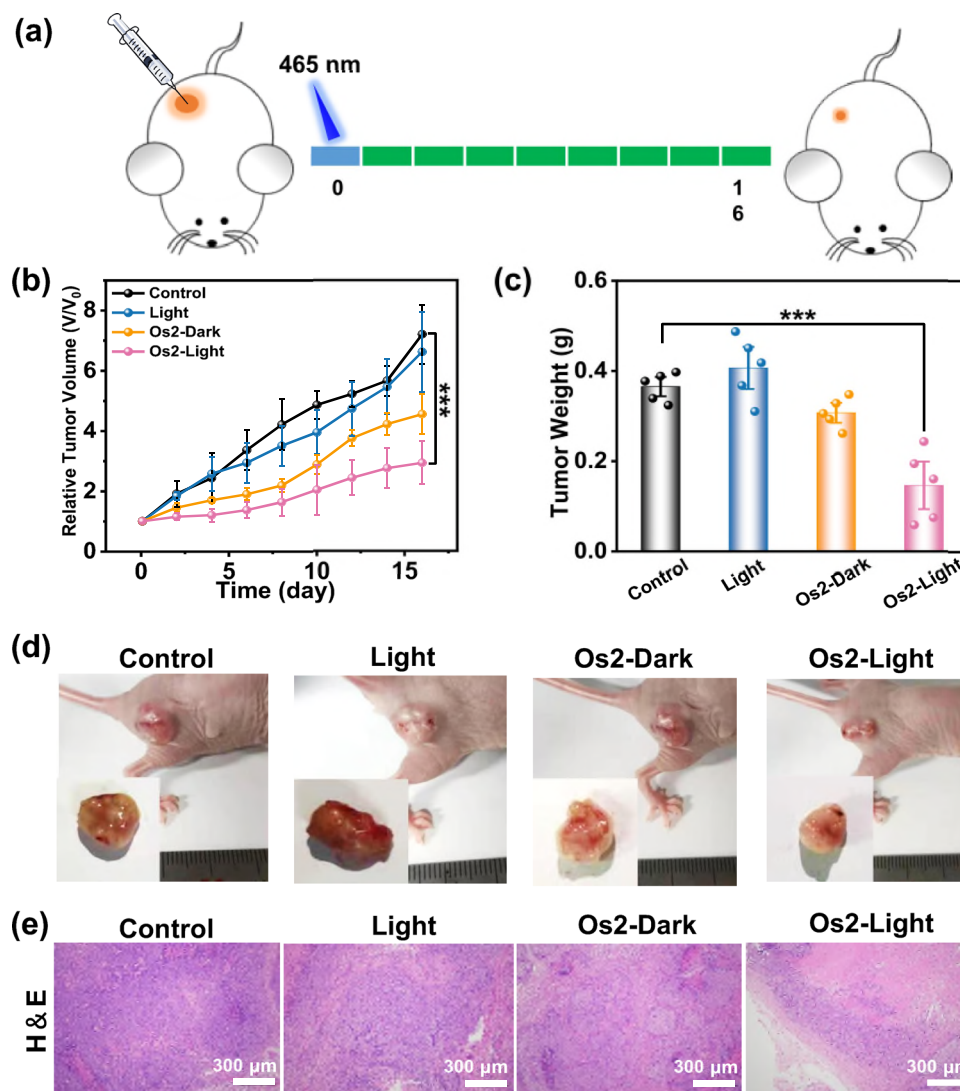 (a)
465 nm
0
1
6
(b)
Relative Tumor Volume (V/V₀)
8
6
4
2
0
Control
Light
Os2-Dark
Os2-Light
***
0
5
10
15
Time (day)
(c)
Tumor Weight (g)
0.6
0.4
0.2
0.0
***
Control
Light
Os2-Dark
Os2-Light
(d)
Control
Light
Os2-Dark
Os2-Light
(e)
Control
Light
Os2-Dark
Os2-Light
H&E
300 μm
300 μm
300 μm
300 μm